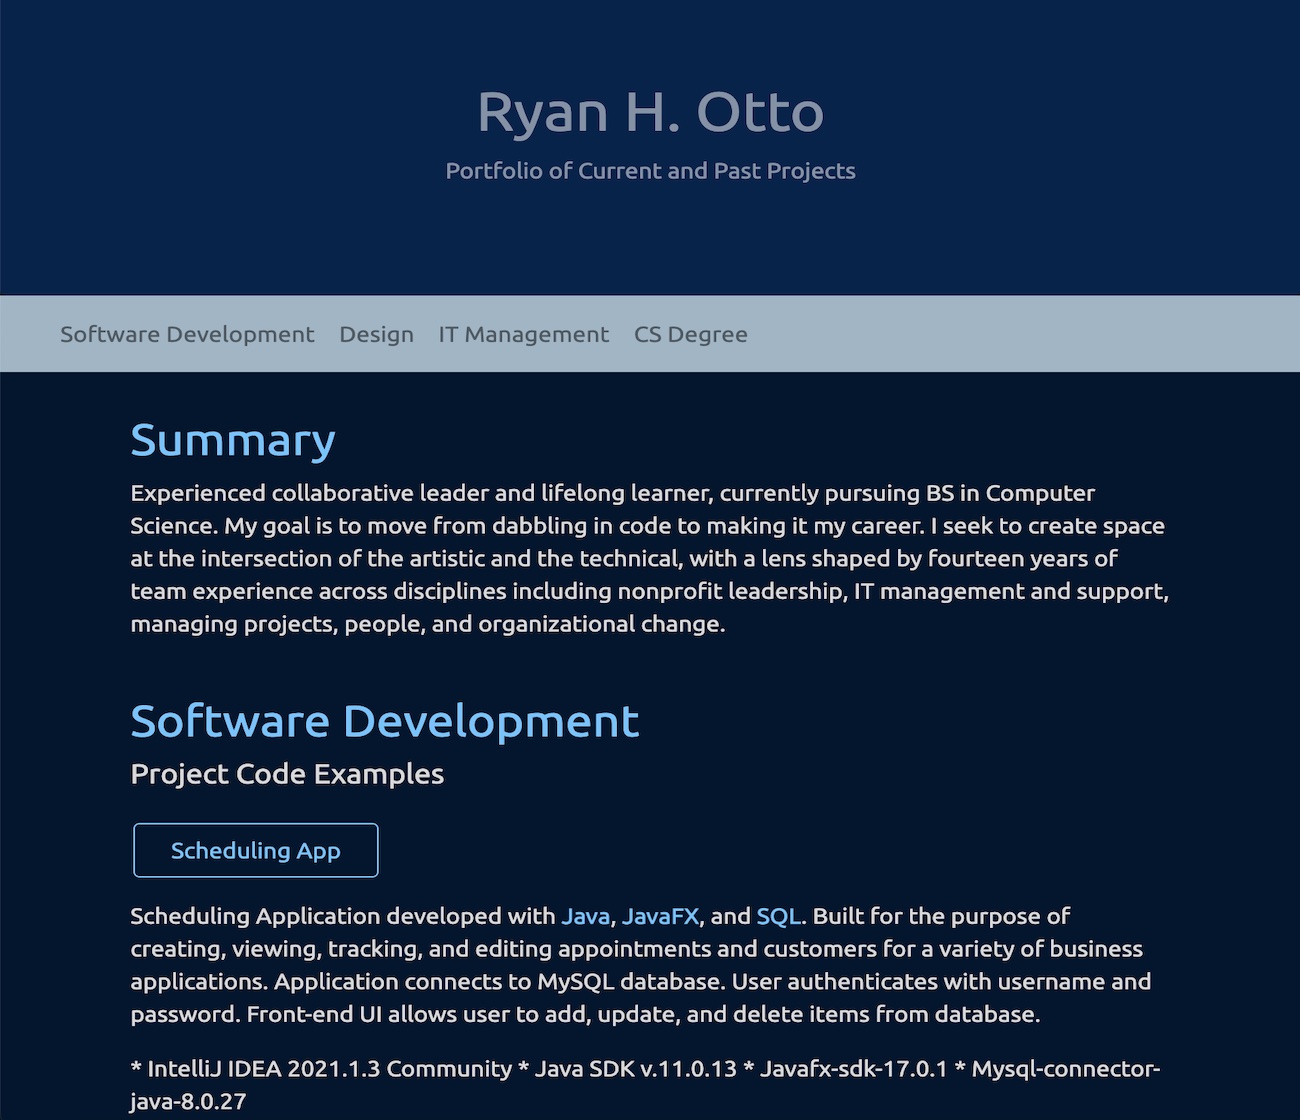 Ryan H. Otto
Portfolio of Current and Past Projects
Software Development Design IT Management CS Degree
Summary
Experienced collaborative leader and lifelong learner, currently pursuing BS in Computer
Science. My goal is to move from dabbling in code to making it my career. I seek to create space
at the intersection of the artistic and the technical, with a lens shaped by fourteen years of
team experience across disciplines including nonprofit leadership, IT management and support,
managing projects, people, and organizational change.
Software Development
Project Code Examples
Scheduling App
Scheduling Application developed with Java, JavaFX, and SQL. Built for the purpose of
creating, viewing, tracking, and editing appointments and customers for a variety of business
applications. Application connects to MySQL database. User authenticates with username and
password. Front-end UI allows user to add, update, and delete items from database.
* IntelliJ IDEA 2021.1.3 Community * Java SDK v.11.0.13 * Javafx-sdk-17.0.1 * Mysql-connector-
java-8.0.27